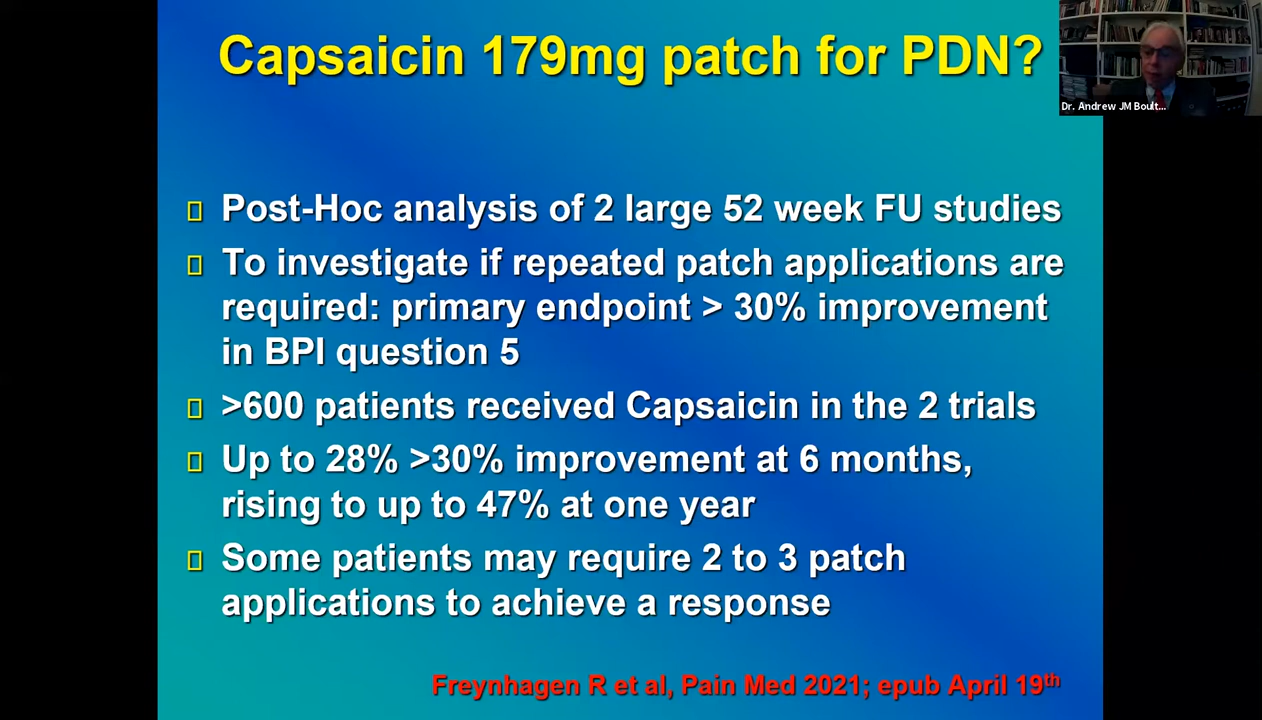 Capsaicin 179mg patch for PDN?
Dr. Andrew JM Boult...
Post-Hoc analysis of 2 large 52 week FU studies
To investigate if repeated patch applications are
required: primary endpoint > 30% improvement
in BPI question 5
>600 patients received Capsaicin in the 2 trials
Up to 28% >30% improvement at 6 months,
rising to up to 47% at one year
Some patients may require 2 to 3 patch
applications to achieve a response
Freynhagen R et al, Pain Med 2021; epub April 19th